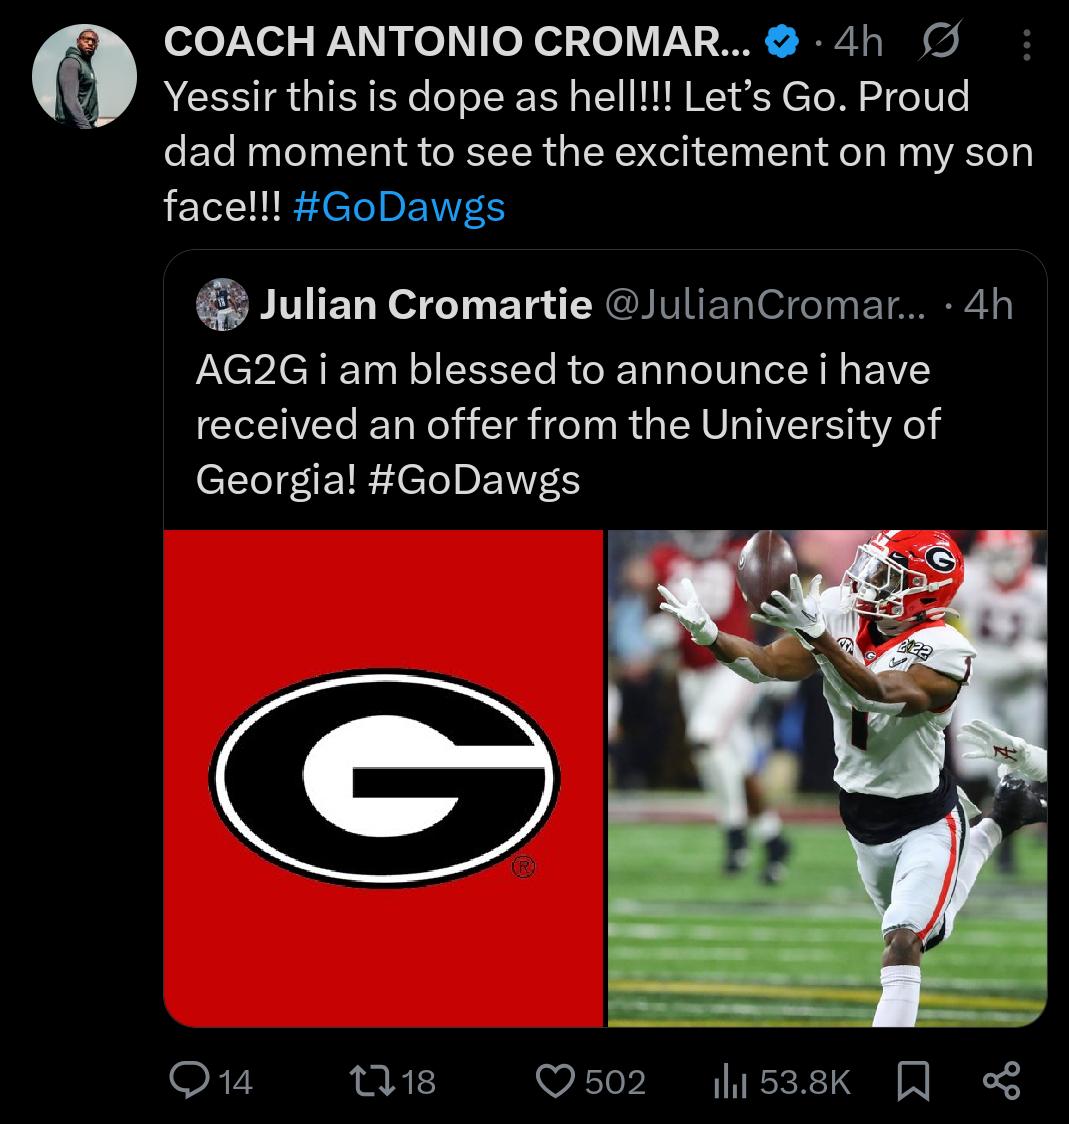 COACH ANTONIO CROMAR... · 4h
Yessir this is dope as hell!!! Let’s Go. Proud
dad moment to see the excitement on my son
face!!! #GoDawgs
Julian Cromartie @JulianCromar... · 4h
AG2G i am blessed to announce i have
received an offer from the University of
Georgia! #GoDawgs
G
®
G
2022
1
A
14 18 502 53.8K